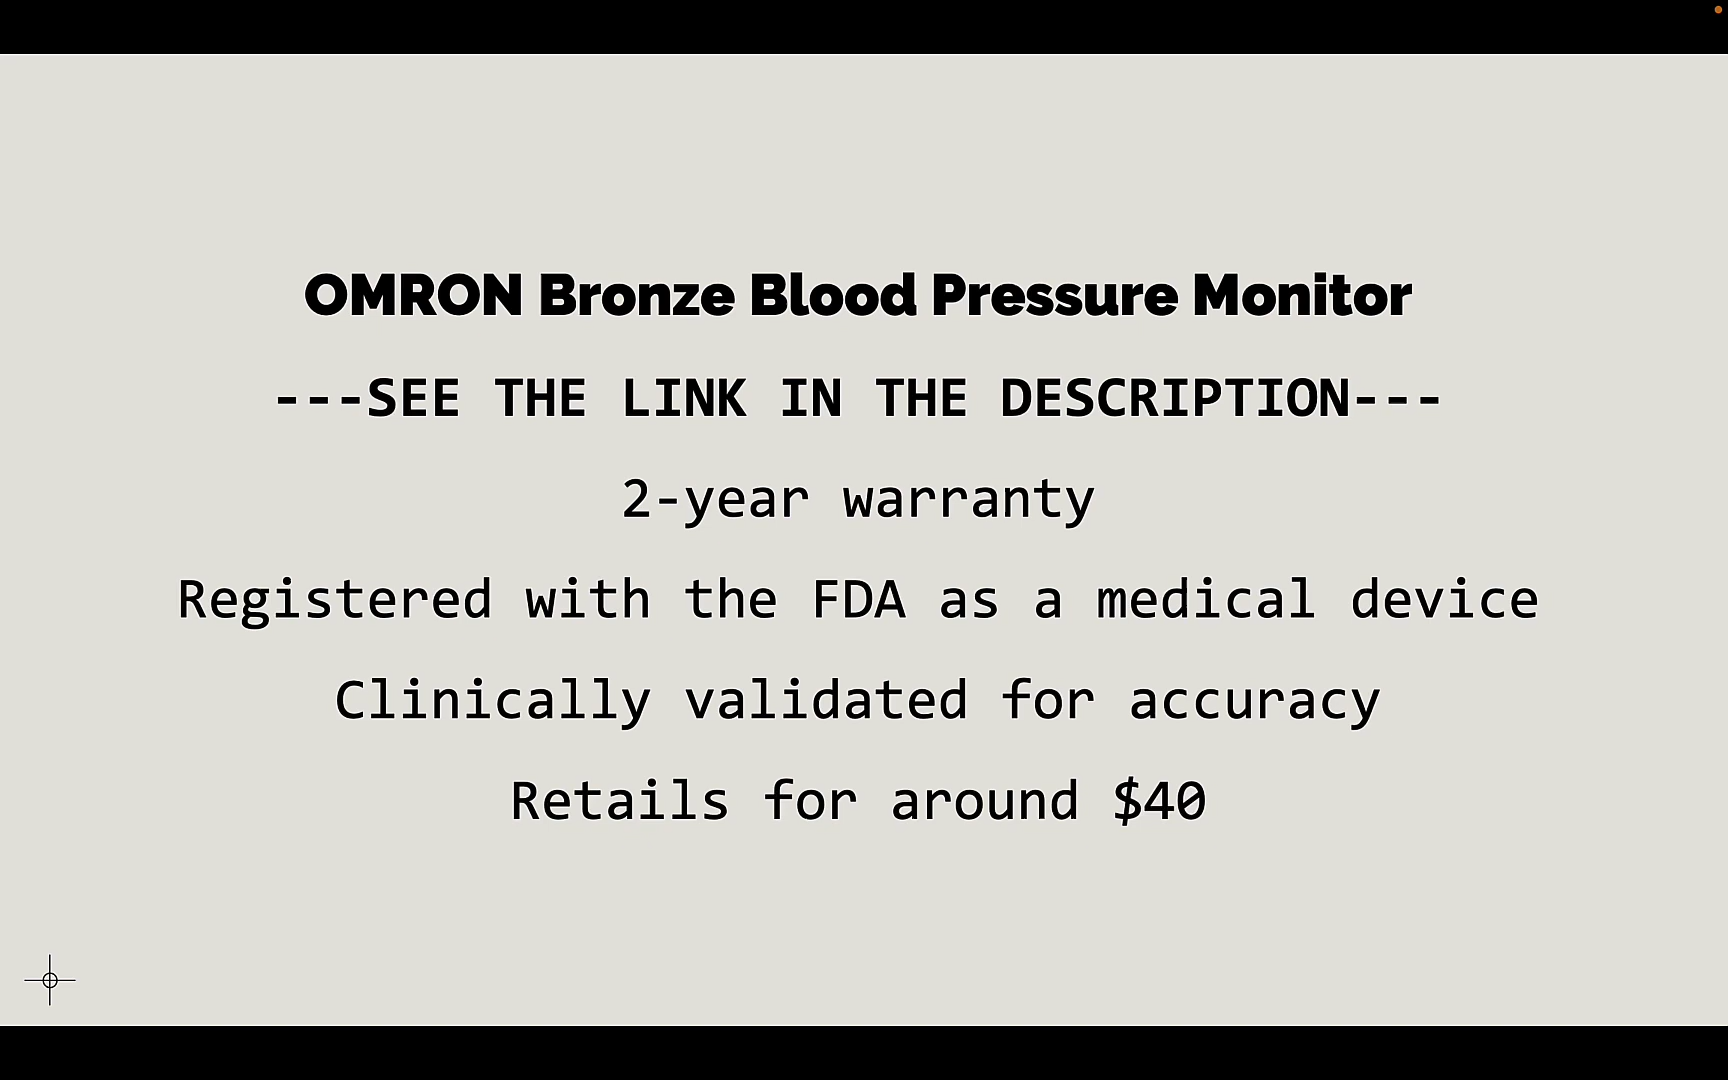 OMRON Bronze Blood Pressure Monitor
---SEE THE LINK IN THE DESCRIPTION---
2-year warranty
Registered with the FDA as a medical device
Clinically validated for accuracy
Retails for around $40